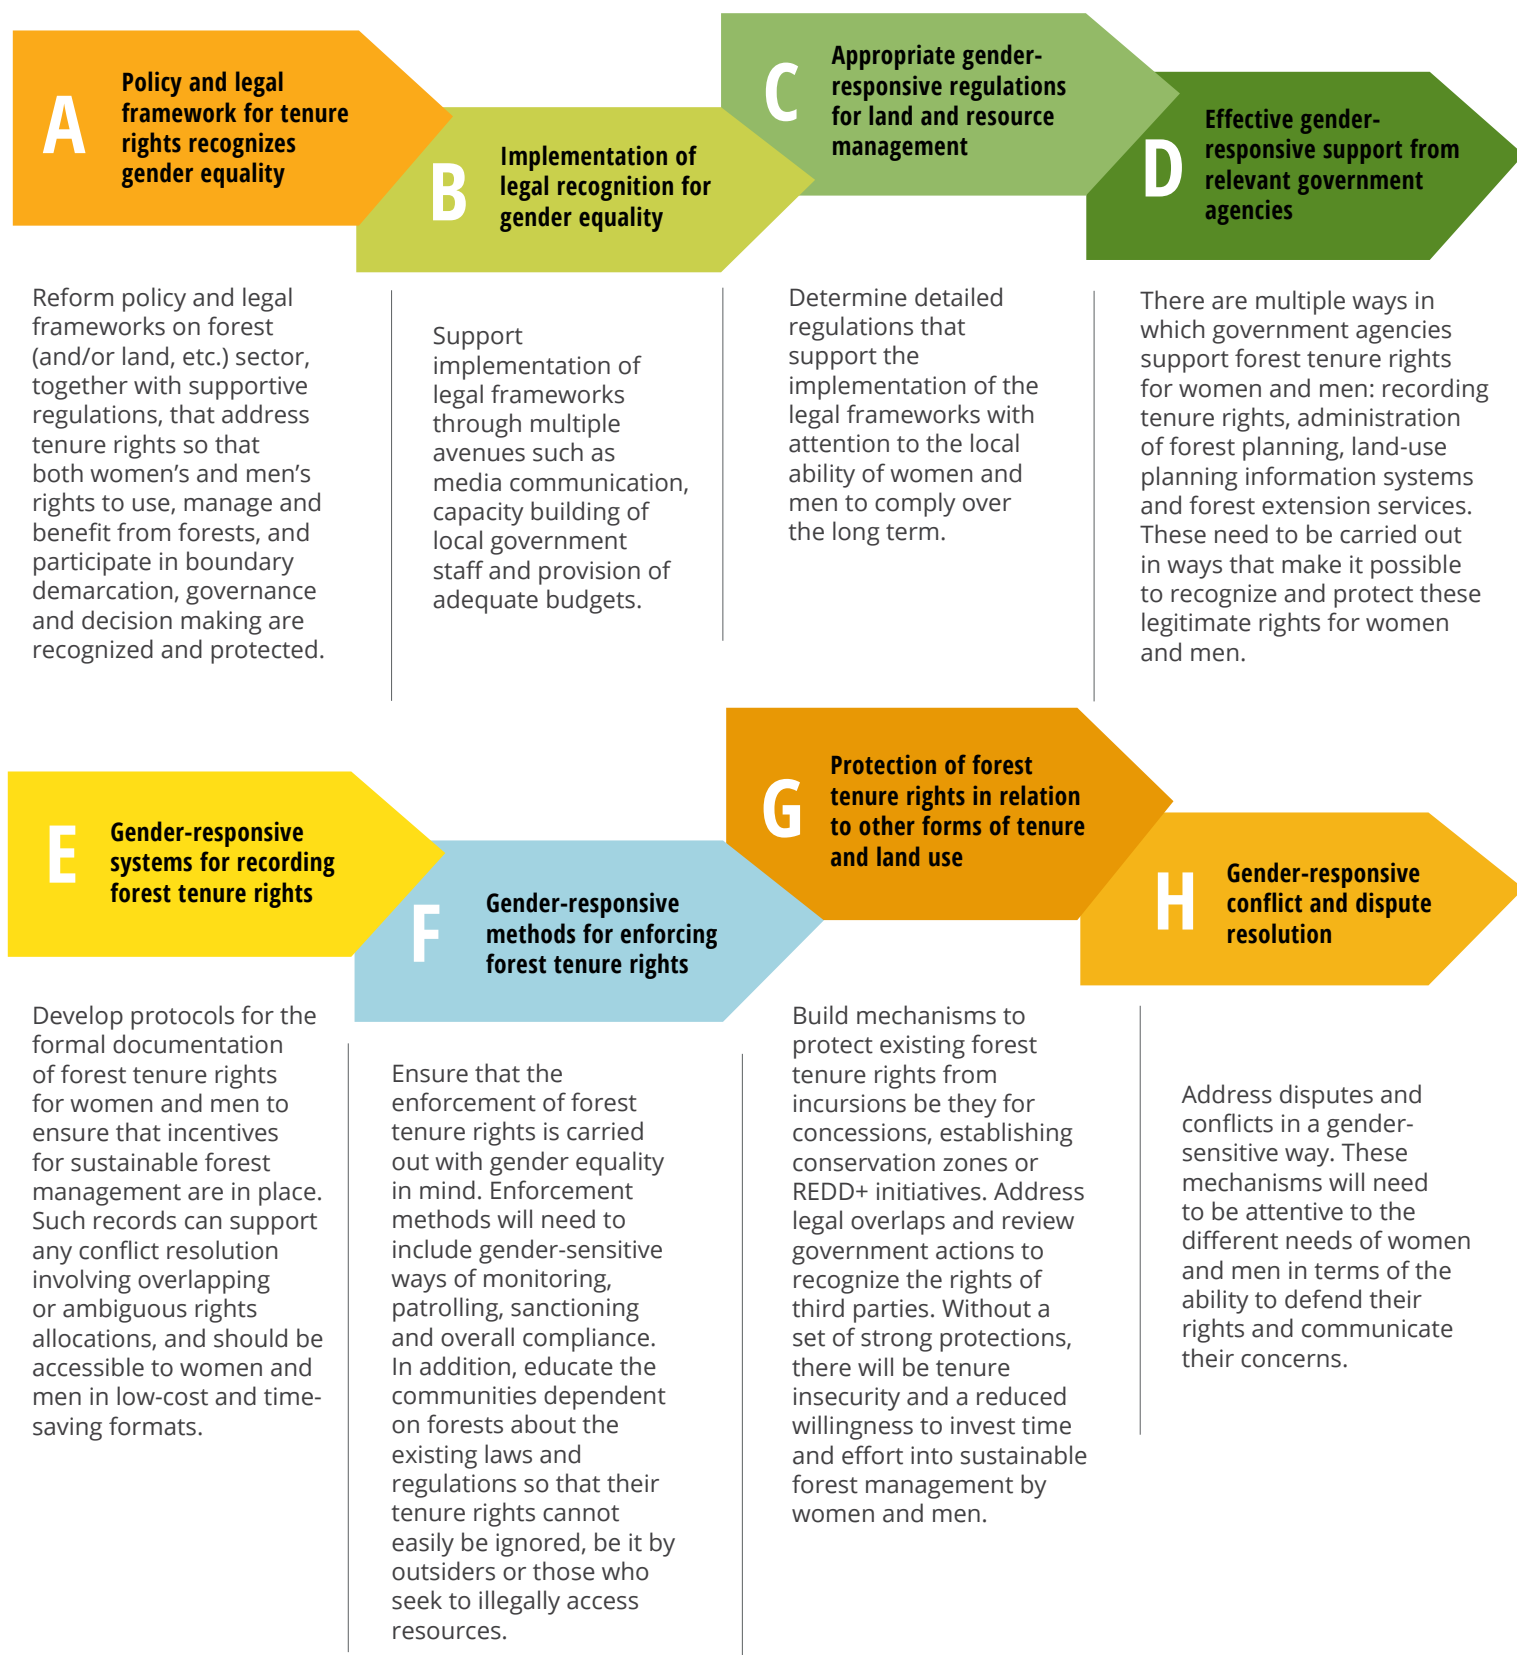 A
Policy and legal
framework for tenure
rights recognizes
gender equality
Reform policy and legal
frameworks on forest
(and/or land, etc.) sector,
together with supportive
regulations, that address
tenure rights so that
both women’s and men’s
rights to use, manage and
benefit from forests, and
participate in boundary
demarcation, governance
and decision making are
recognized and protected.
B
Implementation of
legal recognition for
gender equality
Support
implementation of
legal frameworks
through multiple
avenues such as
media communication,
capacity building of
local government
staff and provision of
adequate budgets.
C
Appropriate gender-
responsive regulations
for land and resource
management
Determine detailed
regulations that
support the
implementation of the
legal frameworks with
attention to the local
ability of women and
men to comply over
the long term.
D
Effective gender-
responsive support from
relevant government
agencies
There are multiple ways in
which government agencies
support forest tenure rights
for women and men: recording
tenure rights, administration
of forest planning, land-use
planning information systems
and forest extension services.
These need to be carried out
in ways that make it possible
to recognize and protect these
legitimate rights for women
and men.
E
Gender-responsive
systems for recording
forest tenure rights
Develop protocols for the
formal documentation
of forest tenure rights
for women and men to
ensure that incentives
for sustainable forest
management are in place.
Such records can support
any conflict resolution
involving overlapping
or ambiguous rights
allocations, and should be
accessible to women and
men in low-cost and time-
saving formats.
F
Gender-responsive
methods for enforcing
forest tenure rights
Ensure that the
enforcement of forest
tenure rights is carried
out with gender equality
in mind. Enforcement
methods will need to
include gender-sensitive
ways of monitoring,
patrolling, sanctioning
and overall compliance.
In addition, educate the
communities dependent
on forests about the
existing laws and
regulations so that their
tenure rights cannot
easily be ignored, be it by
outsiders or those who
seek to illegally access
resources.
G
Protection of forest
tenure rights in relation
to other forms of tenure
and land use
Build mechanisms to
protect existing forest
tenure rights from
incursions be they for
concessions, establishing
conservation zones or
REDD+ initiatives. Address
legal overlaps and review
government actions to
recognize the rights of
third parties. Without a
set of strong protections,
there will be tenure
insecurity and a reduced
willingness to invest time
and effort into sustainable
forest management by
women and men.
H
Gender-responsive
conflict and dispute
resolution
Address disputes and
conflicts in a gender-
sensitive way. These
mechanisms will need
to be attentive to the
different needs of women
and men in terms of the
ability to defend their
rights and communicate
their concerns.